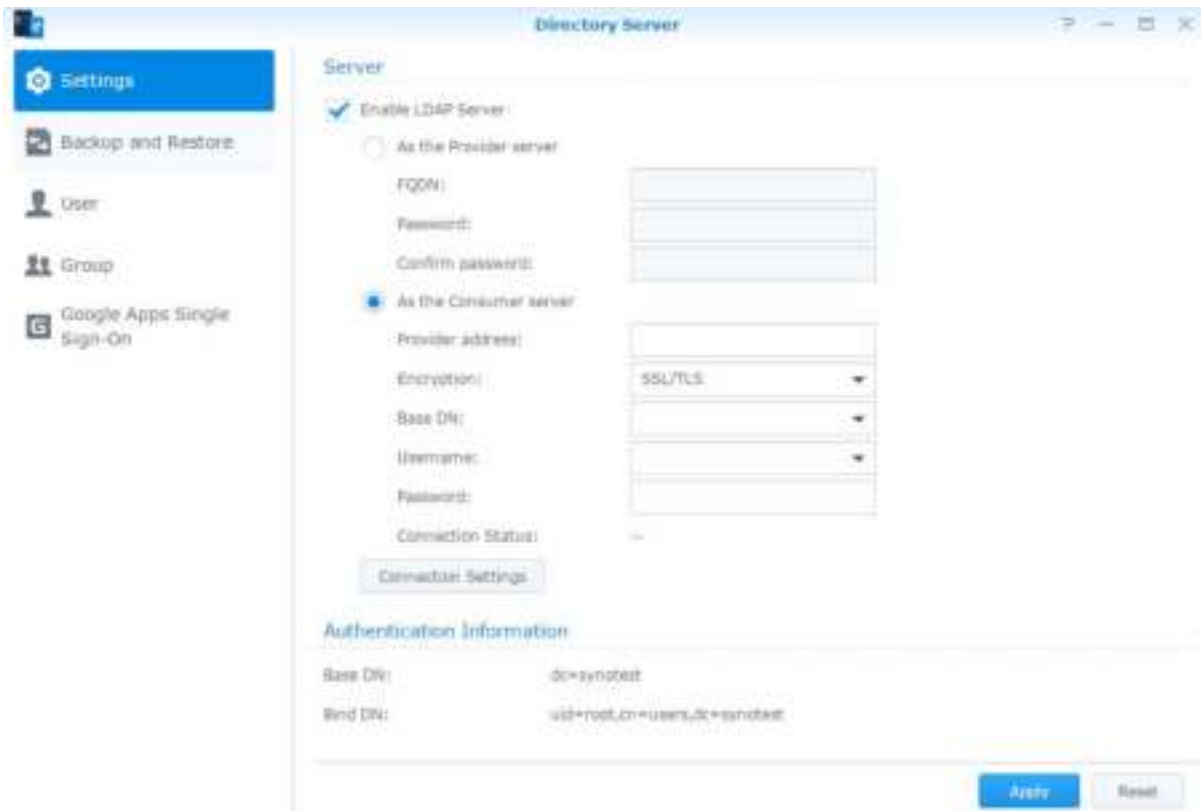 Directory Server
Settings
Backup and Restore
User
Group
Google Apps Single
Sign-On
Server
Enable LDAP Server
As the Provider server
FQDN:
Password:
Confirm password:
As the Consumer server
Provider address:
Encryption: SSL/TLS
Base DN:
Username:
Password:
Connection Status: --
Connection Settings
Authentication Information
Base DN: dc=synotest
Bind DN: uid=root,cn=users,dc=synotest
Apply Reset